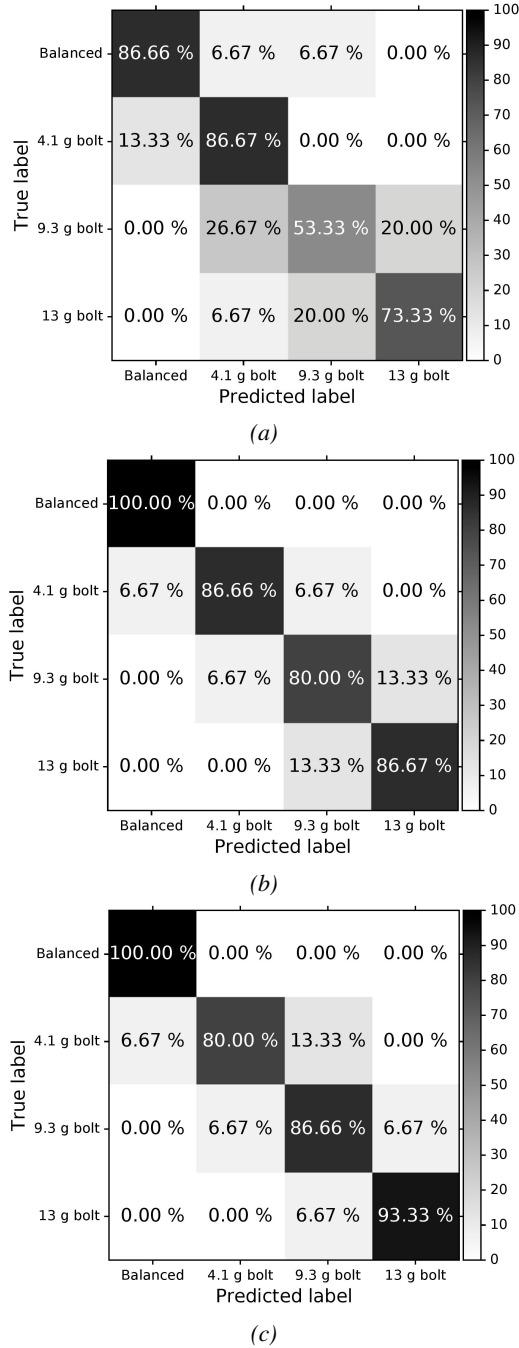 100
Balanced 86.66 % 6.67 % 6.67 % 0.00 %
90
80
4.1 g bolt 13.33 % 86.67 % 0.00 % 0.00 %
70
60
True label
50
9.3 g bolt 0.00 % 26.67 % 53.33 % 20.00 %
40
30
20
13 g bolt 0.00 % 6.67 % 20.00 % 73.33 %
10
0
Balanced 4.1 g bolt 9.3 g bolt 13 g bolt
Predicted label
(a)
100
Balanced 100.00 % 0.00 % 0.00 % 0.00 %
90
80
4.1 g bolt 6.67 % 86.66 % 6.67 % 0.00 %
70
60
True label
50
9.3 g bolt 0.00 % 6.67 % 80.00 % 13.33 %
40
30
20
13 g bolt 0.00 % 0.00 % 13.33 % 86.67 %
10
0
Balanced 4.1 g bolt 9.3 g bolt 13 g bolt
Predicted label
(b)
100
Balanced 100.00 % 0.00 % 0.00 % 0.00 %
90
80
4.1 g bolt 6.67 % 80.00 % 13.33 % 0.00 %
70
60
True label
50
9.3 g bolt 0.00 % 6.67 % 86.66 % 6.67 %
40
30
20
13 g bolt 0.00 % 0.00 % 6.67 % 93.33 %
10
0
Balanced 4.1 g bolt 9.3 g bolt 13 g bolt
Predicted label
(c)